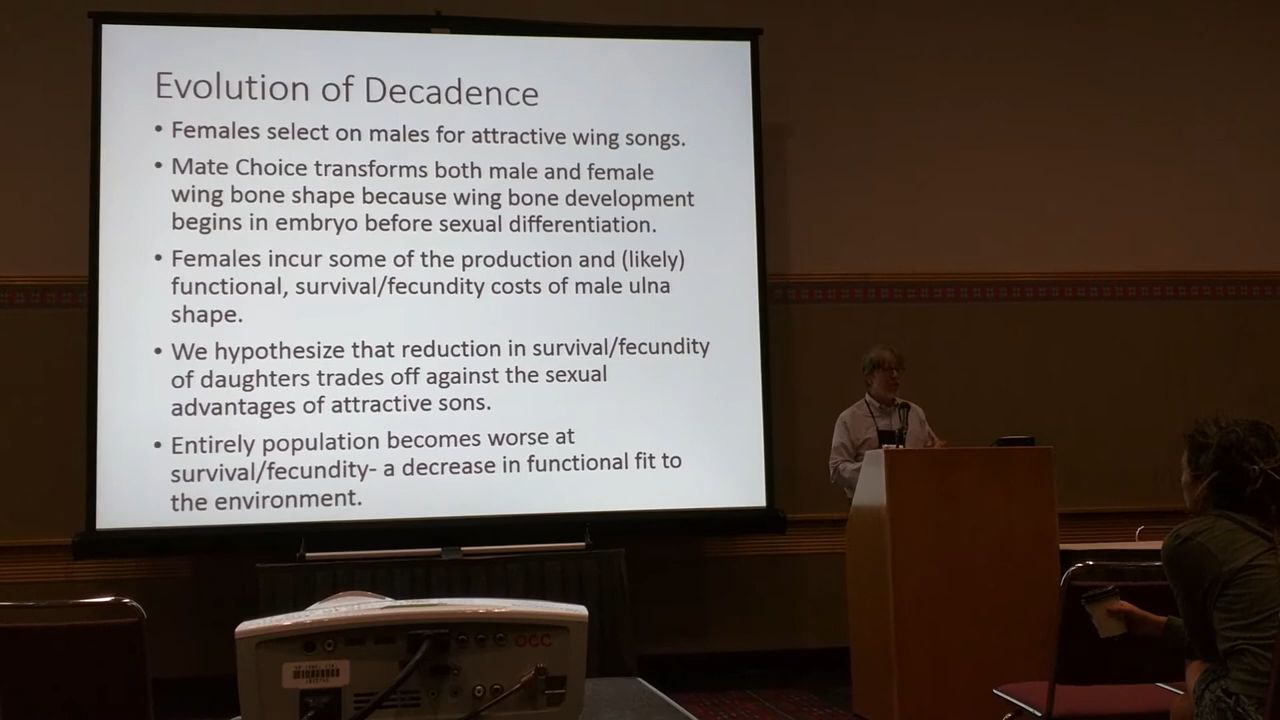 Evolution of Decadence
• Females select on males for attractive wing songs.
• Mate Choice transforms both male and female
wing bone shape because wing bone development
begins in embryo before sexual differentiation.
• Females incur some of the production and (likely)
functional, survival/fecundity costs of male ulna
shape.
• We hypothesize that reduction in survival/fecundity
of daughters trades off against the sexual
advantages of attractive sons.
• Entirely population becomes worse at
survival/fecundity- a decrease in functional fit to
the environment.
OCC